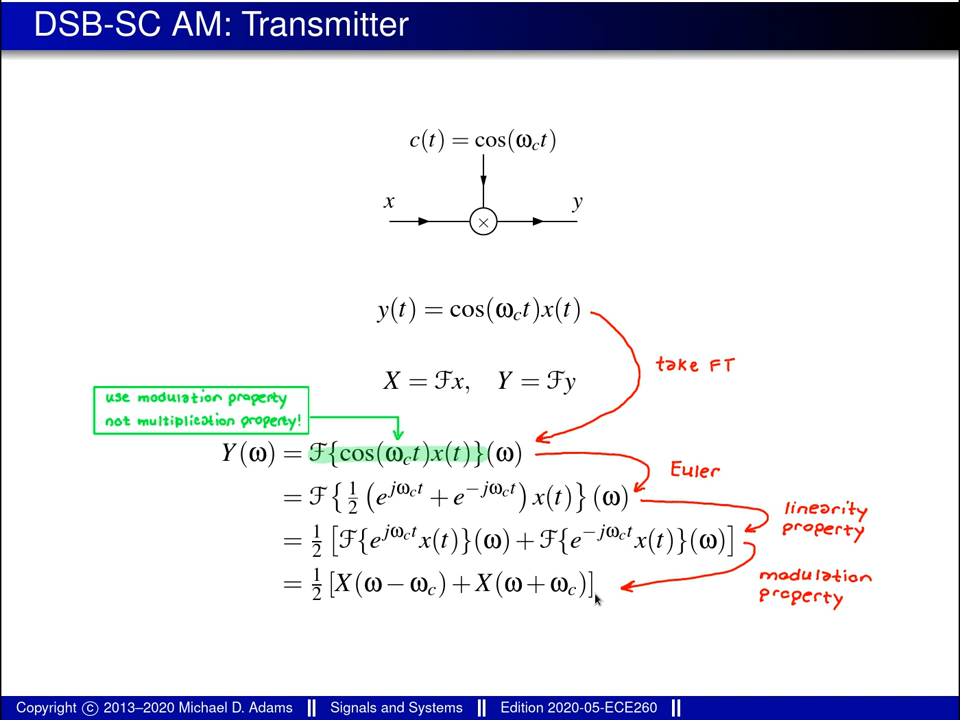 DSB-SC AM: Transmitter
c(t) = cos(ω_c t)
x
y
×
y(t) = cos(ω_c t)x(t)
take FT
X = ℱx, Y = ℱy
use modulation property
not multiplication property!
Y(ω) = ℱ{cos(ω_c t)x(t)}(ω)
Euler
= ℱ{½(e^{jω_c t} + e^{−jω_c t})x(t)}(ω)
linearity
property
= ½[ℱ{e^{jω_c t}x(t)}(ω) + ℱ{e^{−jω_c t}x(t)}(ω)]
modulation
property
= ½[X(ω − ω_c) + X(ω + ω_c)]
Copyright © 2013–2020 Michael D. Adams Signals and Systems Edition 2020-05-ECE260